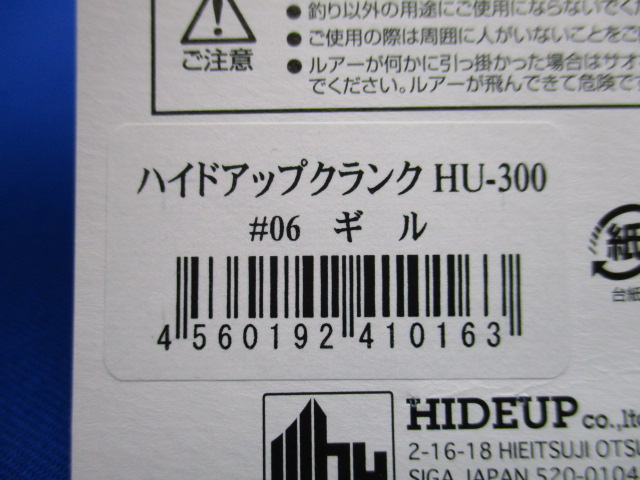 ● 釣り以外の用途にご使用にならないでく
ご注意
● ご使用の際は周囲に人がいないことをご
● ルアーが何かに引っ掛かった場合はサオ
でください。ルアーが飛んできて危険で
ハイドアップクランク HU-300
#06 ギル
4 560192 410163
紙
台紙
HIDEUP co.,ltd
2-16-18 HIEITSUJI OTSU
SIGA JAPAN 520-0104